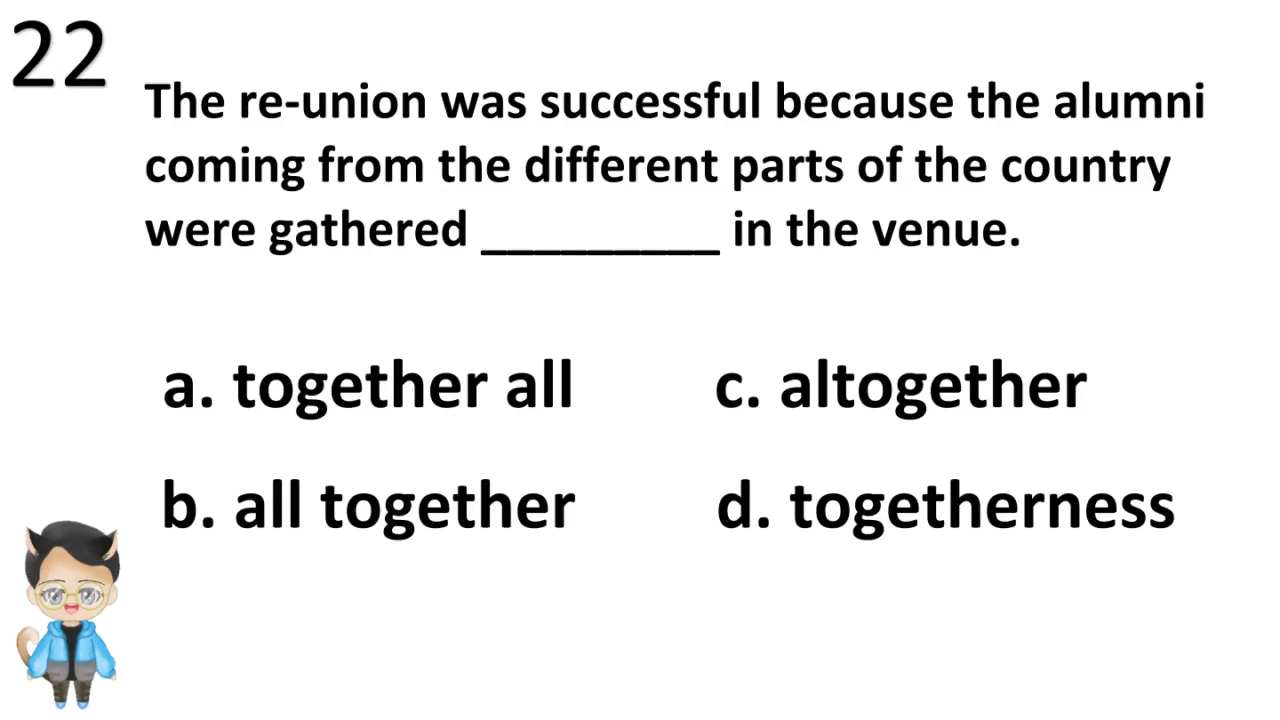 22
The re-union was successful because the alumni
coming from the different parts of the country
were gathered _________ in the venue.
a. together all
c. altogether
b. all together
d. togetherness